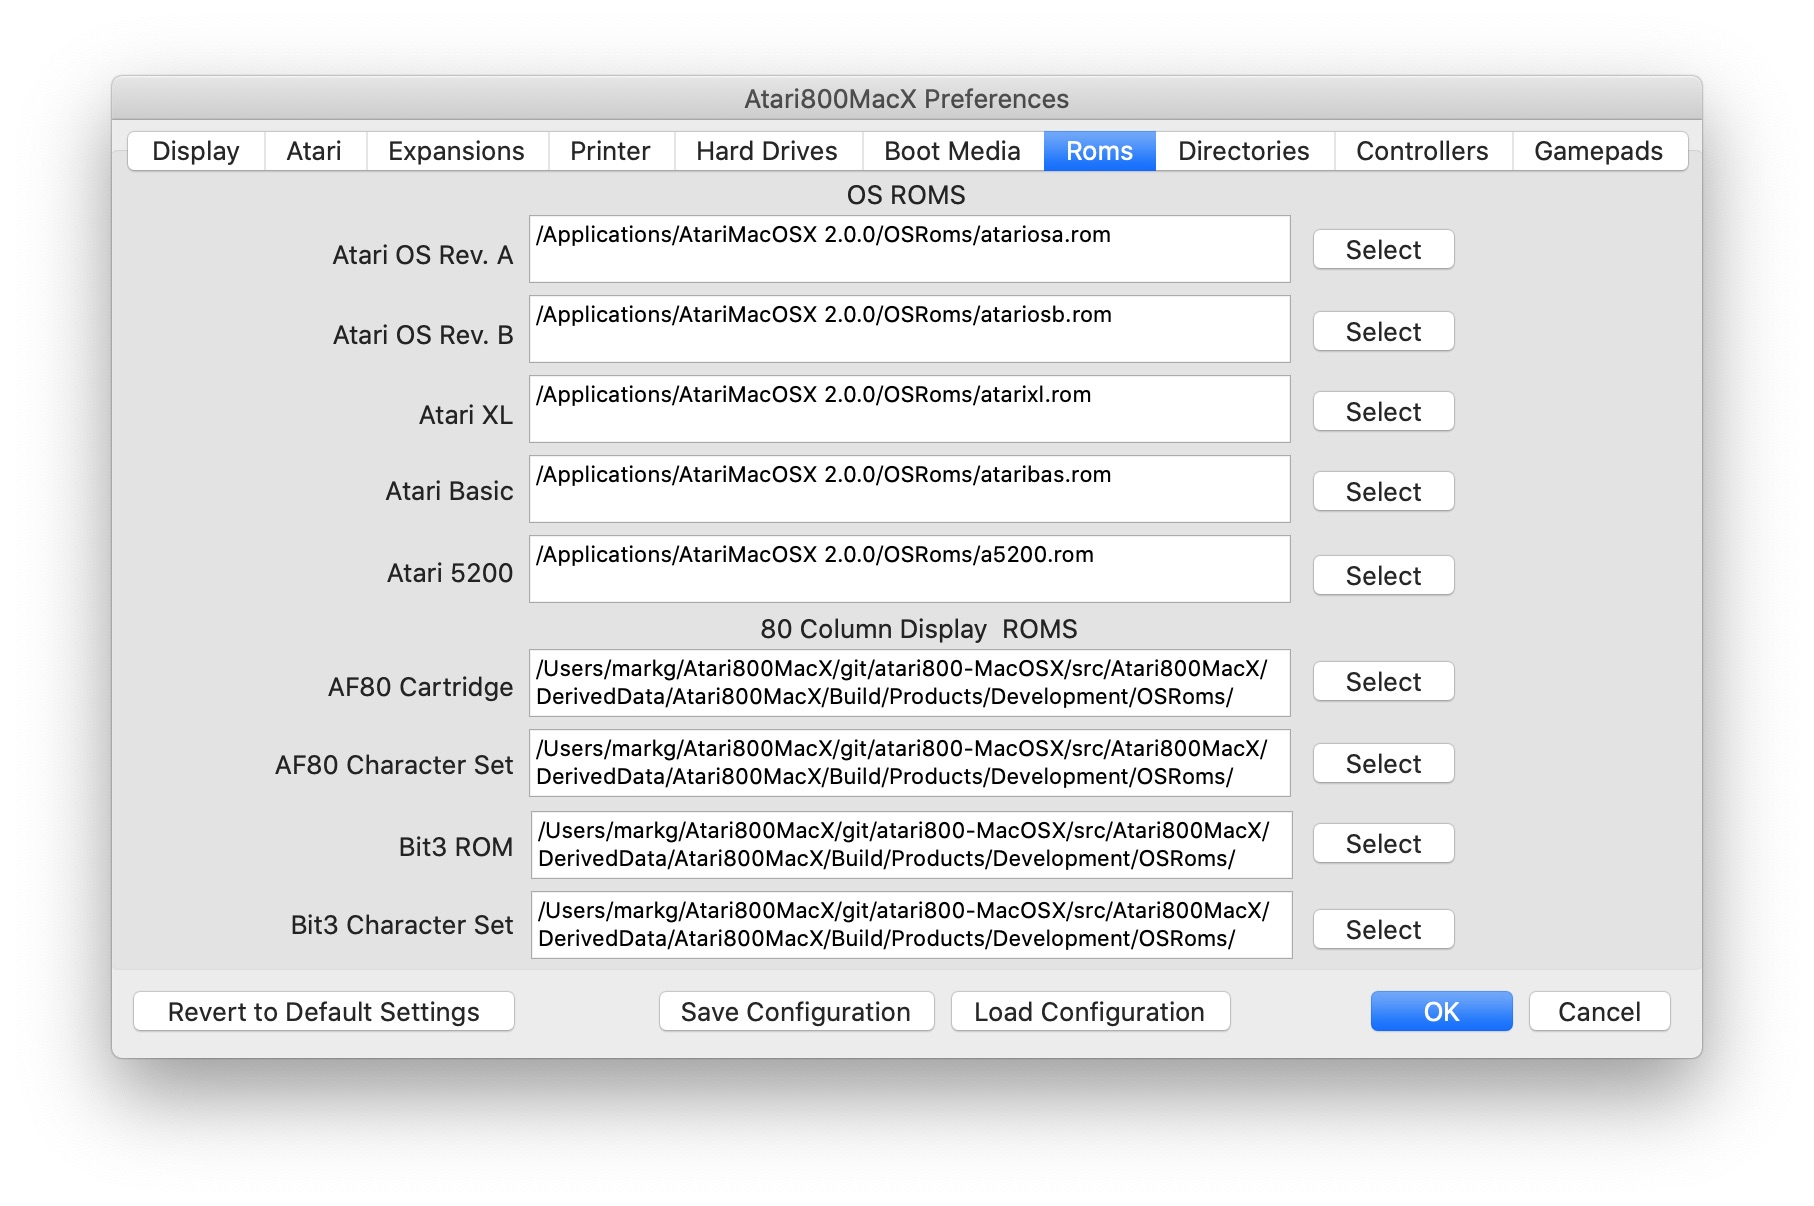 Atari800MacX Preferences
Display Atari Expansions Printer Hard Drives Boot Media Roms Directories Controllers Gamepads
OS ROMS
Atari OS Rev. A /Applications/AtariMacOSX 2.0.0/OSRoms/atariosa.rom Select
Atari OS Rev. B /Applications/AtariMacOSX 2.0.0/OSRoms/atariosb.rom Select
Atari XL /Applications/AtariMacOSX 2.0.0/OSRoms/atarixl.rom Select
Atari Basic /Applications/AtariMacOSX 2.0.0/OSRoms/ataribas.rom Select
Atari 5200 /Applications/AtariMacOSX 2.0.0/OSRoms/a5200.rom Select
80 Column Display  ROMS
AF80 Cartridge /Users/markg/Atari800MacX/git/atari800-MacOSX/src/Atari800MacX/ Select
DerivedData/Atari800MacX/Build/Products/Development/OSRoms/
AF80 Character Set /Users/markg/Atari800MacX/git/atari800-MacOSX/src/Atari800MacX/ Select
DerivedData/Atari800MacX/Build/Products/Development/OSRoms/
Bit3 ROM /Users/markg/Atari800MacX/git/atari800-MacOSX/src/Atari800MacX/ Select
DerivedData/Atari800MacX/Build/Products/Development/OSRoms/
Bit3 Character Set /Users/markg/Atari800MacX/git/atari800-MacOSX/src/Atari800MacX/ Select
DerivedData/Atari800MacX/Build/Products/Development/OSRoms/
Revert to Default Settings Save Configuration Load Configuration OK Cancel